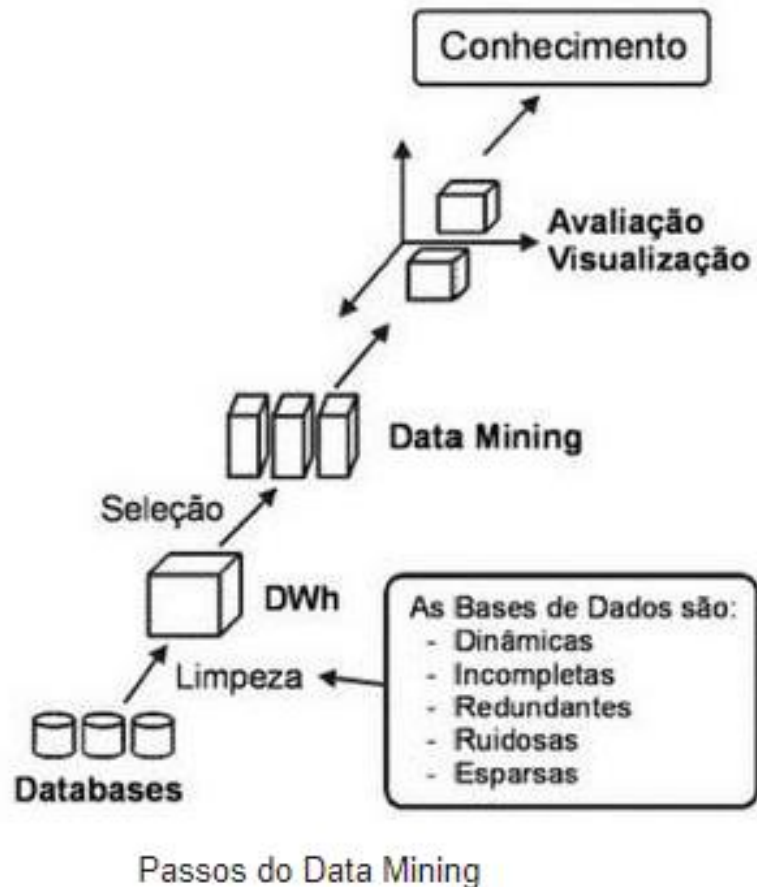 Conhecimento
Avaliação
Visualização
Data Mining
Seleção
DWh
As Bases de Dados são:
- Dinâmicas
- Incompletas
- Redundantes
- Ruidosas
- Esparsas
Limpeza
Databases
Passos do Data Mining